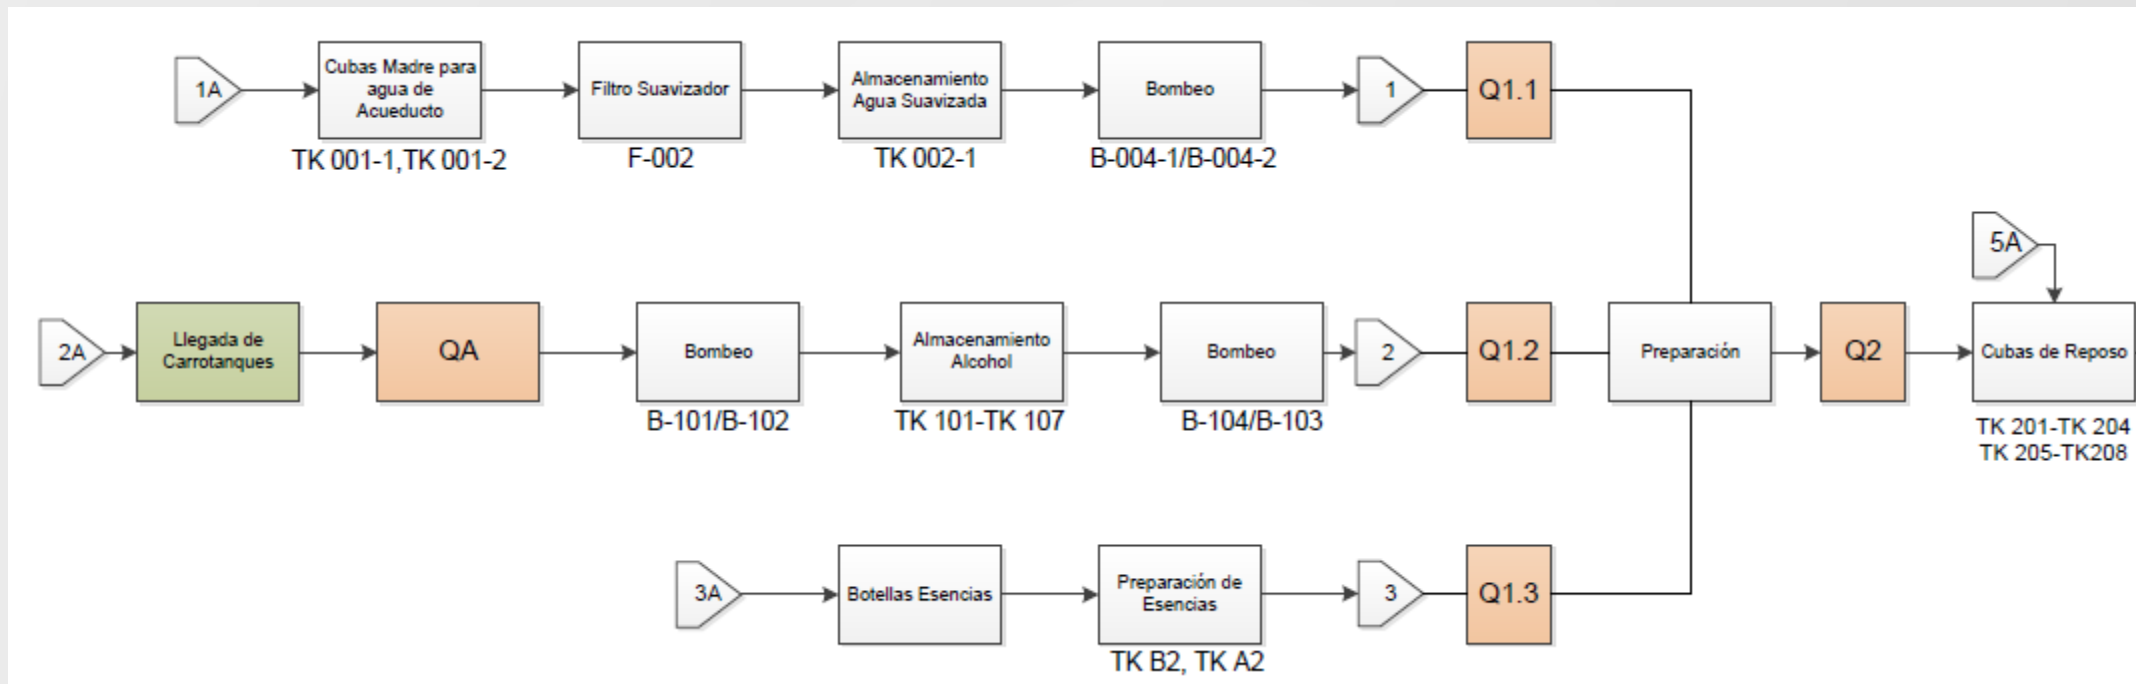 1A
Cubas Madre para
agua de
Acueducto
TK 001-1,TK 001-2
Filtro Suavizador
F-002
Almacenamiento
Agua Suavizada
TK 002-1
Bombeo
B-004-1/B-004-2
1
Q1.1
2A
Llegada de
Carrotanques
QA
Bombeo
B-101/B-102
Almacenamiento
Alcohol
TK 101-TK 107
Bombeo
B-104/B-103
2
Q1.2
Preparación
Q2
5A
Cubas de Reposo
TK 201-TK 204
TK 205-TK208
3A
Botellas Esencias
Preparación de
Esencias
TK B2, TK A2
3
Q1.3